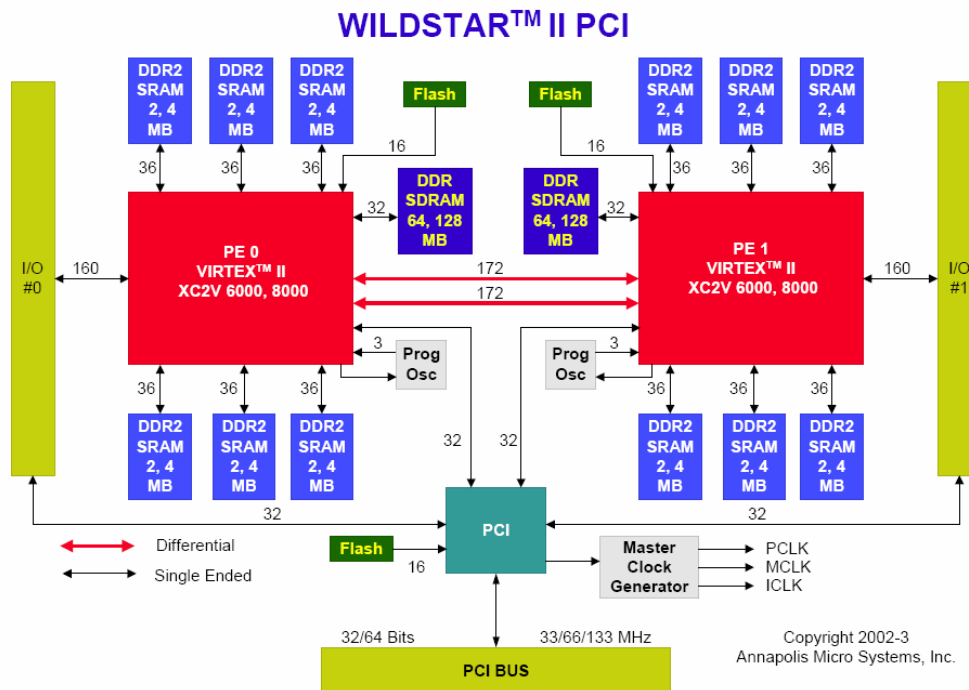 WILDSTAR™ II PCI
DDR2
SRAM
2, 4
MB
DDR2
SRAM
2, 4
MB
DDR2
SRAM
2, 4
MB
Flash
Flash
DDR2
SRAM
2, 4
MB
DDR2
SRAM
2, 4
MB
DDR2
SRAM
2, 4
MB
36
36
36
16
16
36
36
36
DDR
SDRAM
64, 128
MB
32
DDR
SDRAM
64, 128
MB
32
I/O
#0
160
PE 0
VIRTEX™ II
XC2V 6000, 8000
172
172
PE 1
VIRTEX™ II
XC2V 6000, 8000
160
I/O
#1
3
Prog
Osc
Prog
Osc
3
36
36
36
36
36
36
DDR2
SRAM
2, 4
MB
DDR2
SRAM
2, 4
MB
DDR2
SRAM
2, 4
MB
32
32
DDR2
SRAM
2, 4
MB
DDR2
SRAM
2, 4
MB
DDR2
SRAM
2, 4
MB
32
PCI
32
Differential
Single Ended
Flash
16
Master
Clock
Generator
PCLK
MCLK
ICLK
32/64 Bits
33/66/133 MHz
PCI BUS
Copyright 2002-3
Annapolis Micro Systems, Inc.